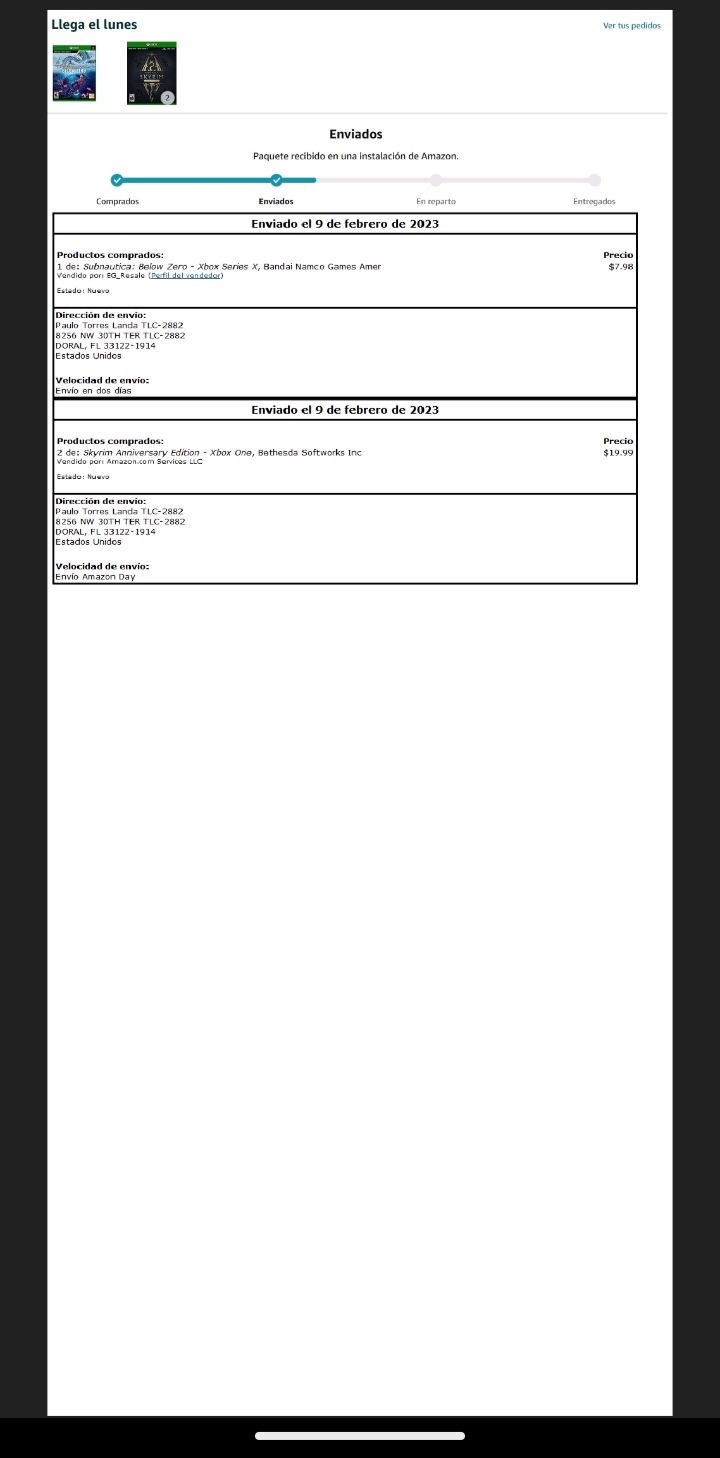 Llega el lunes
Ver tus pedidos
SKYRIM
2
Enviados
Paquete recibido en una instalación de Amazon.
Comprados
Enviados
En reparto
Entregados
Enviado el 9 de febrero de 2023
Productos comprados:
Precio
1 de: Subnautica: Below Zero - Xbox Series X, Bandai Namco Games Amer
$7.98
Vendido por: EG_Resale (Perfil del vendedor)
Estado: Nuevo
Dirección de envío:
Paulo Torres Landa TLC-2882
8256 NW 30TH TER TLC-2882
DORAL, FL 33122-1914
Estados Unidos
Velocidad de envío:
Envío en dos días
Enviado el 9 de febrero de 2023
Productos comprados:
Precio
2 de: Skyrim Anniversary Edition - Xbox One, Bethesda Softworks Inc
$19.99
Vendido por: Amazon.com Services LLC
Estado: Nuevo
Dirección de envío:
Paulo Torres Landa TLC-2882
8256 NW 30TH TER TLC-2882
DORAL, FL 33122-1914
Estados Unidos
Velocidad de envío:
Envío Amazon Day